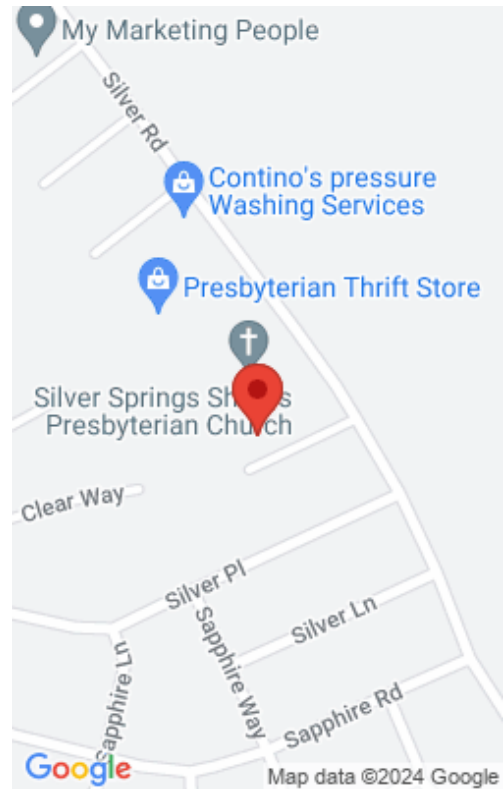 My Marketing People
Silver Rd
Contino's pressure
Washing Services
Presbyterian Thrift Store
Silver Springs
Presbyterian Church
Clear Way
Silver Pl
Silver Ln
Sapphire Way
Sapphire Ln
Sapphire Rd
Google
Map data ©2024 Google